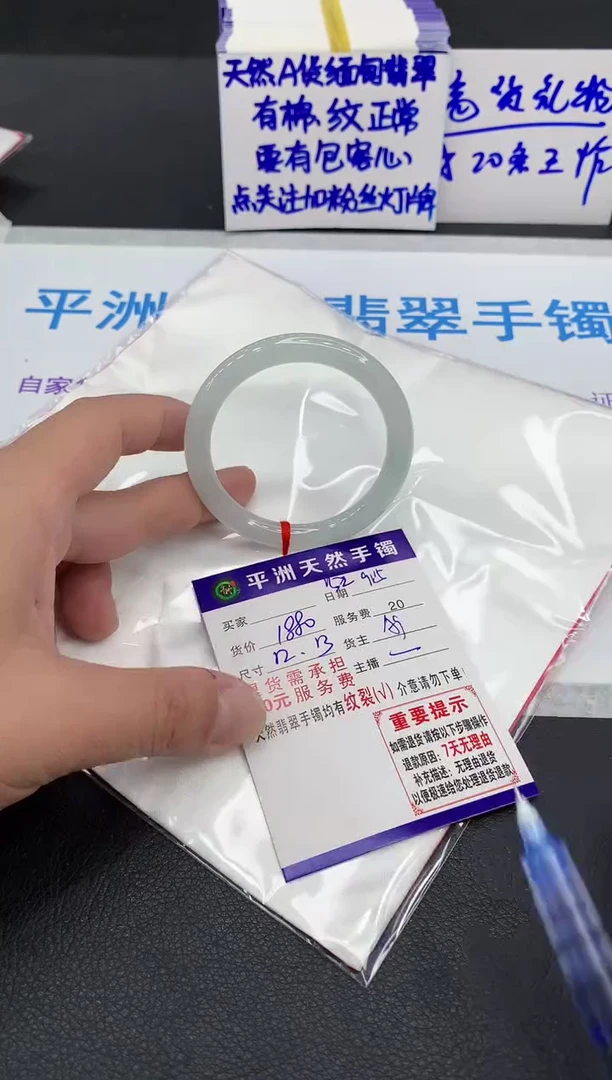 天然A货缅甸翡翠
有棉、纹正常
要有包容心
点关注加粉丝灯牌
20条
平洲
翡翠手镯
自家
证
平洲天然手镯
日期
买家
货价 1880 服务费 20
尺寸 12.13 货主
主播 一
货需承担
0元服务费
天然翡翠手镯均有纹裂(√)介意请勿下单!
重要提示
如需退货请按以下步骤操作
退款原因:7天无理由
补充描述:无理由退货
以便极速给您处理退货退款